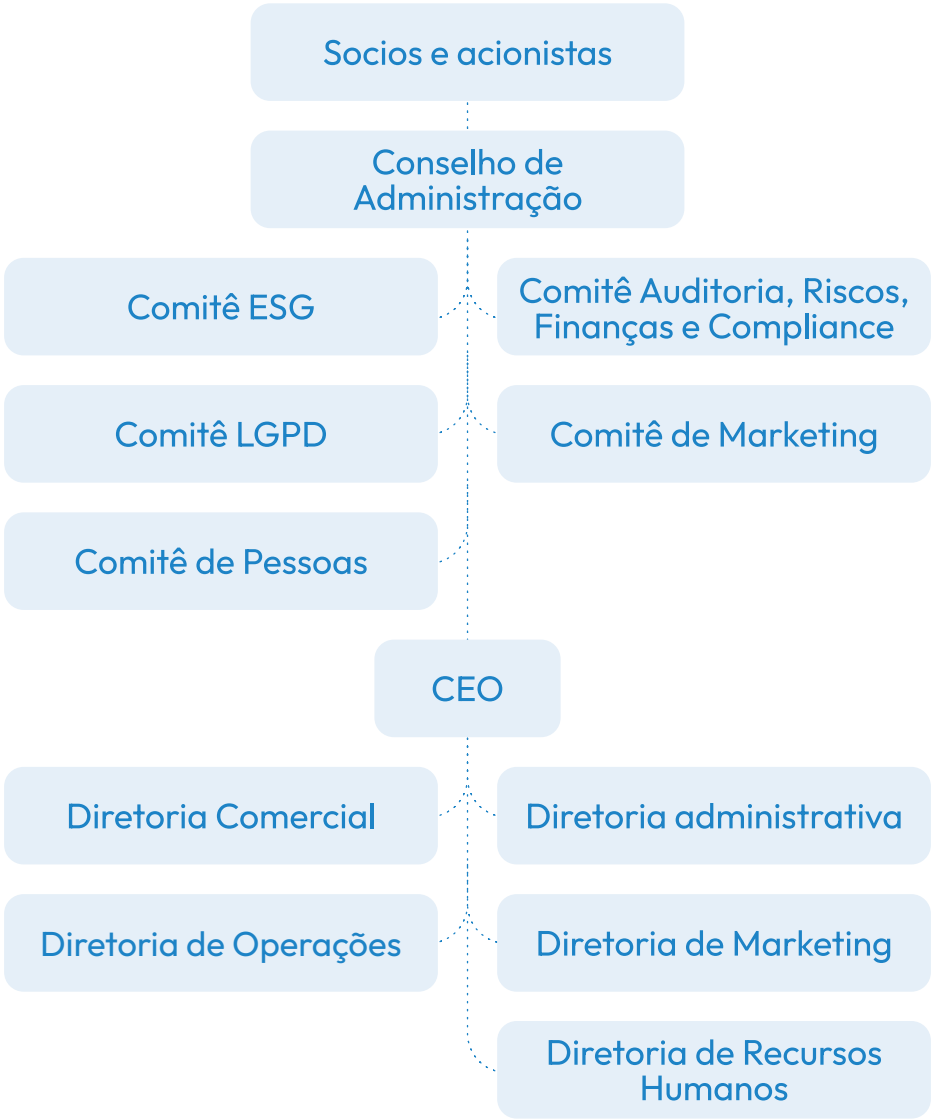 Socios e acionistas
Conselho de
Administração
Comitê ESG
Comitê Auditoria, Riscos,
Finanças e Compliance
Comitê LGPD
Comitê de Marketing
Comitê de Pessoas
CEO
Diretoria Comercial
Diretoria administrativa
Diretoria de Operações
Diretoria de Marketing
Diretoria de Recursos
Humanos